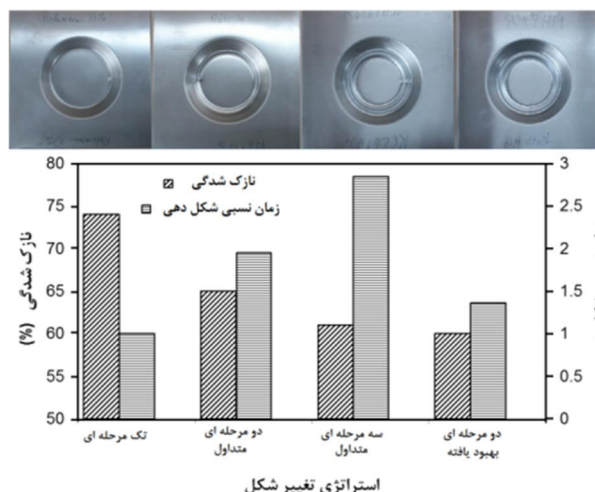 80
75
70
65
60
55
50
نازک شدگی (%)
نازک شدگی
زمان نسبی شکل دهی
3
2.5
2
1.5
1
0.5
0
تک مرحله ای
دو مرحله ای
متداول
سه مرحله ای
متداول
دو مرحله ای
بهبود یافته
استراتژی تغییر شکل